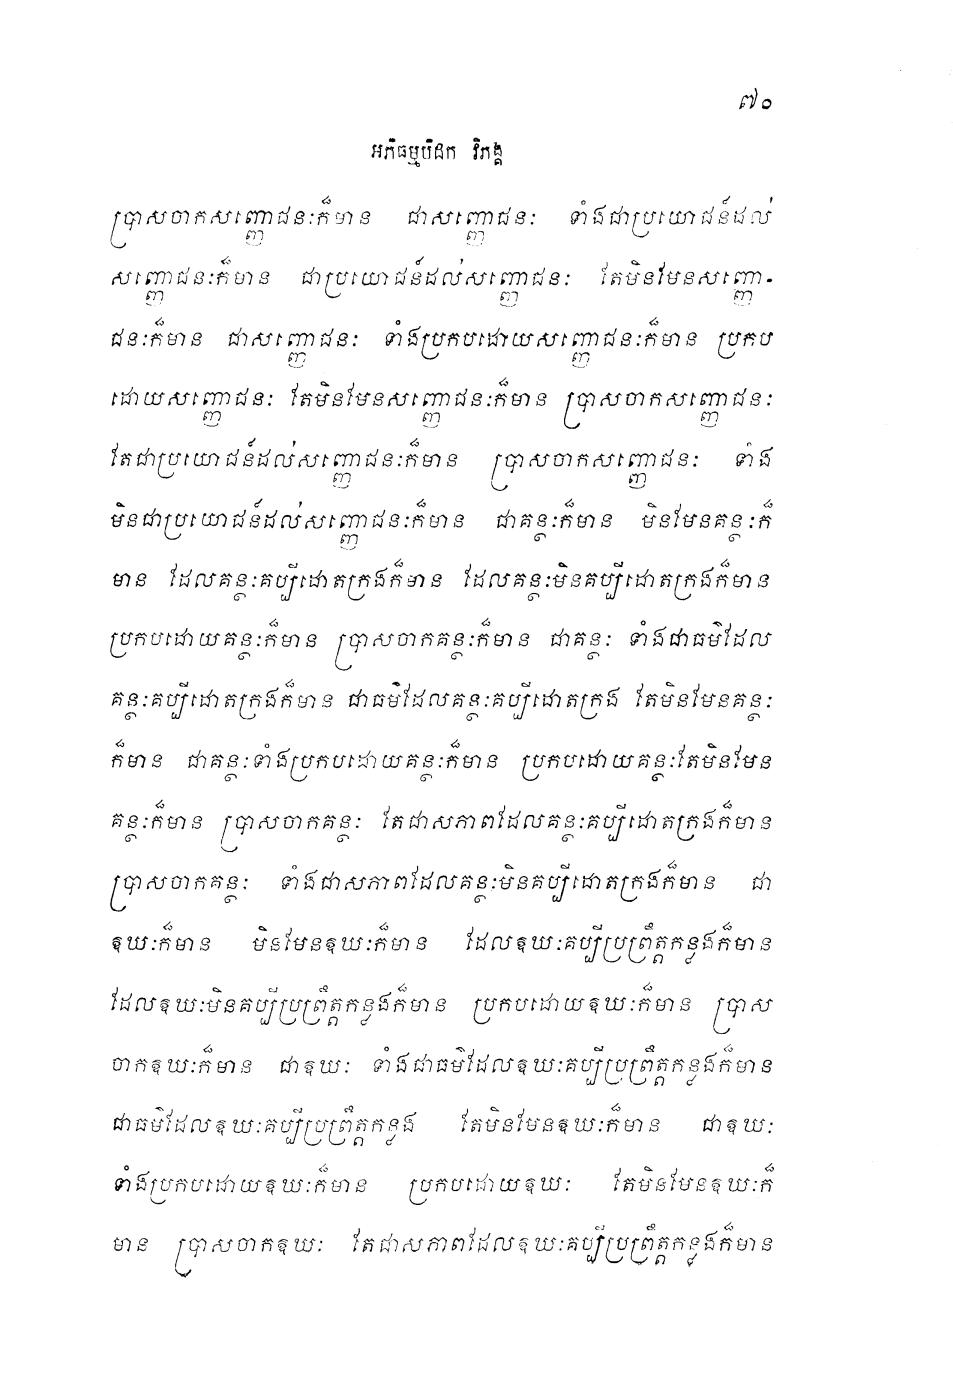 ៧០
អភិធម្មបិដក វិភង្គ
ប្រាសចាកសញ្ញោជនៈក៏មាន ជាសញ្ញោជនៈ ទាំងជាប្រយោជន៍ដល់
សញ្ញោជនៈក៏មាន ជាប្រយោជន៍ដល់សញ្ញោជនៈ តែមិនមែនសញ្ញោ-
ជនៈក៏មាន ជាសញ្ញោជនៈ ទាំងប្រកបដោយសញ្ញោជនៈក៏មាន ប្រកប
ដោយសញ្ញោជនៈ តែមិនមែនសញ្ញោជនៈក៏មាន ប្រាសចាកសញ្ញោជនៈ
តែជាប្រយោជន៍ដល់សញ្ញោជនៈក៏មាន ប្រាសចាកសញ្ញោជនៈ ទាំង
មិនជាប្រយោជន៍ដល់សញ្ញោជនៈក៏មាន ជាគន្ថៈក៏មាន មិនមែនគន្ថៈក៏
មាន ដែលគន្ថៈគប្បីដោតក្រងក៏មាន ដែលគន្ថៈមិនគប្បីដោតក្រងក៏មាន
ប្រកបដោយគន្ថៈក៏មាន ប្រាសចាកគន្ថៈក៏មាន ជាគន្ថៈ ទាំងជាធម៌ដែល
គន្ថៈគប្បីដោតក្រងក៏មាន ជាធម៌ដែលគន្ថៈគប្បីដោតក្រង តែមិនមែនគន្ថៈ
ក៏មាន ជាគន្ថៈទាំងប្រកបដោយគន្ថៈក៏មាន ប្រកបដោយគន្ថៈតែមិនមែន
គន្ថៈក៏មាន ប្រាសចាកគន្ថៈ តែជាសភាពដែលគន្ថៈគប្បីដោតក្រងក៏មាន
ប្រាសចាកគន្ថៈ ទាំងជាសភាពដែលគន្ថៈមិនគប្បីដោតក្រងក៏មាន ជា
ឱឃៈក៏មាន មិនមែនឱឃៈក៏មាន ដែលឱឃៈគប្បីប្រព្រឹត្តកន្លងក៏មាន
ដែលឱឃៈមិនគប្បីប្រព្រឹត្តកន្លងក៏មាន ប្រកបដោយឱឃៈក៏មាន ប្រាស
ចាកឱឃៈក៏មាន ជាឱឃៈ ទាំងជាធម៌ដែលឱឃៈគប្បីប្រព្រឹត្តកន្លងក៏មាន
ជាធម៌ដែលឱឃៈគប្បីប្រព្រឹត្តកន្លង តែមិនមែនឱឃៈក៏មាន ជាឱឃៈ
ទាំងប្រកបដោយឱឃៈក៏មាន ប្រកបដោយឱឃៈ តែមិនមែនឱឃៈក៏
មាន ប្រាសចាកឱឃៈ តែជាសភាពដែលឱឃៈគប្បីប្រព្រឹត្តកន្លងក៏មាន